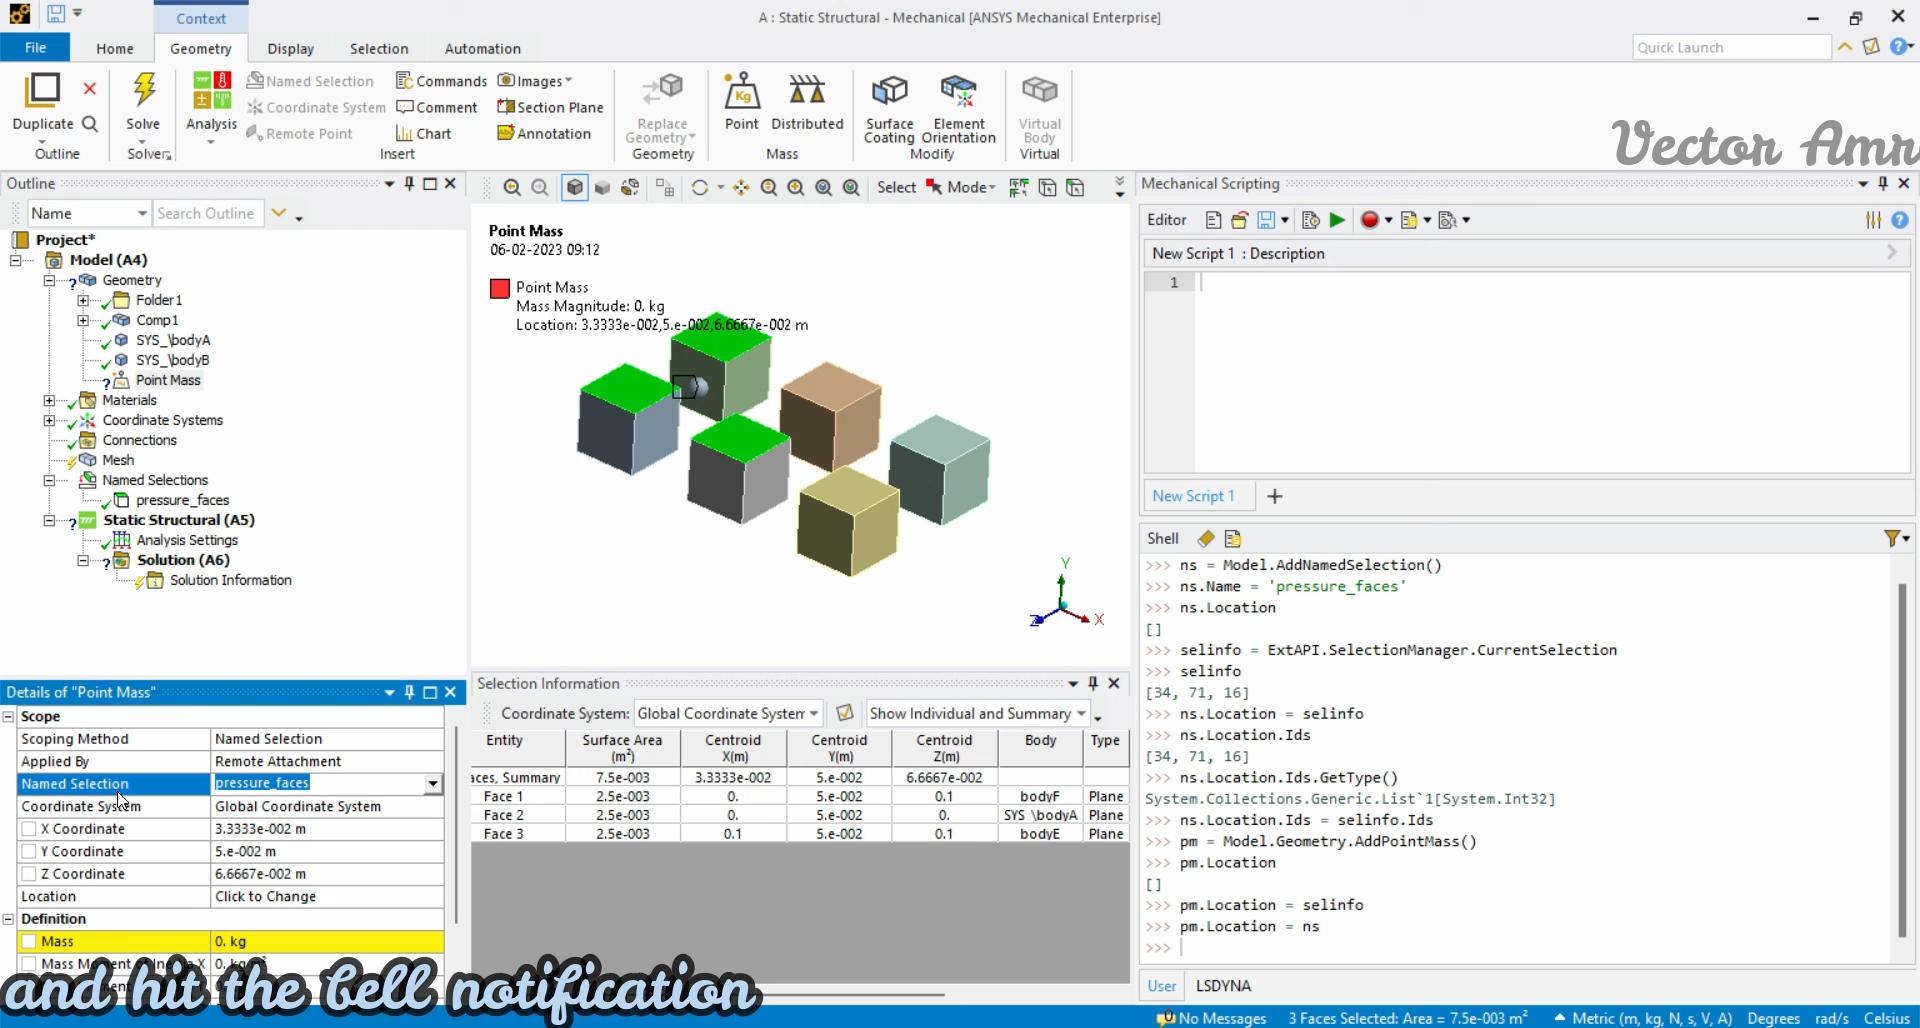 Context
A : Static Structural - Mechanical [ANSYS Mechanical Enterprise]
File Home Geometry Display Selection Automation
Quick Launch
Duplicate
Outline
Solve
Solver
Analysis
Named Selection
Coordinate System
Remote Point
Commands
Comment
Chart
Images
Section Plane
Annotation
Insert
Replace
Geometry
Geometry
Point
Distributed
Mass
Surface
Coating
Element
Orientation
Modify
Virtual
Body
Virtual
Vector Amr
Outline
Name Search Outline
Project*
Model (A4)
Geometry
Folder1
Comp1
SYS_\bodyA
SYS_\bodyB
Point Mass
Materials
Coordinate Systems
Connections
Mesh
Named Selections
pressure_faces
Static Structural (A5)
Analysis Settings
Solution (A6)
Solution Information
Details of "Point Mass"
Scope
Scoping Method Named Selection
Applied By Remote Attachment
Named Selection pressure_faces
Coordinate System Global Coordinate System
X Coordinate 3.3333e-002 m
Y Coordinate 5.e-002 m
Z Coordinate 6.6667e-002 m
Location Click to Change
Definition
Mass 0. kg
Select Mode
Point Mass
06-02-2023 09:12
Point Mass
Mass Magnitude: 0. kg
Location: 3.3333e-002,5.e-002,6.6667e-002 m
Y
Z X
Selection Information
Coordinate System: Global Coordinate System Show Individual and Summary
Entity Surface Area (m²) Centroid X(m) Centroid Y(m) Centroid Z(m) Body Type
aces, Summary 7.5e-003 3.3333e-002 5.e-002 6.6667e-002
Face 1 2.5e-003 0. 5.e-002 0.1 bodyF Plane
Face 2 2.5e-003 0. 5.e-002 0. SYS \bodyA Plane
Face 3 2.5e-003 0.1 5.e-002 0.1 bodyE Plane
Mechanical Scripting
Editor
New Script 1 : Description
1
New Script 1 +
Shell
>>> ns = Model.AddNamedSelection()
>>> ns.Name = 'pressure_faces'
>>> ns.Location
[]
>>> selinfo = ExtAPI.SelectionManager.CurrentSelection
>>> selinfo
[34, 71, 16]
>>> ns.Location = selinfo
>>> ns.Location.Ids
[34, 71, 16]
>>> ns.Location.Ids.GetType()
System.Collections.Generic.List`1[System.Int32]
>>> ns.Location.Ids = selinfo.Ids
>>> pm = Model.Geometry.AddPointMass()
>>> pm.Location
[]
>>> pm.Location = selinfo
>>> pm.Location = ns
>>>
User LSDYNA
and hit the bell notification
No Messages 3 Faces Selected: Area = 7.5e-003 m² Metric (m, kg, N, s, V, A) Degrees rad/s Celsius